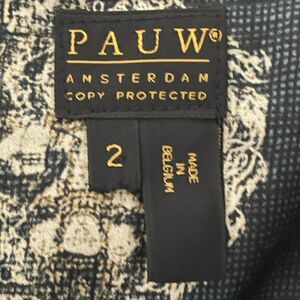 PAUW®
AMSTERDAM
COPY PROTECTED
2
MADE
IN
BELGIUM